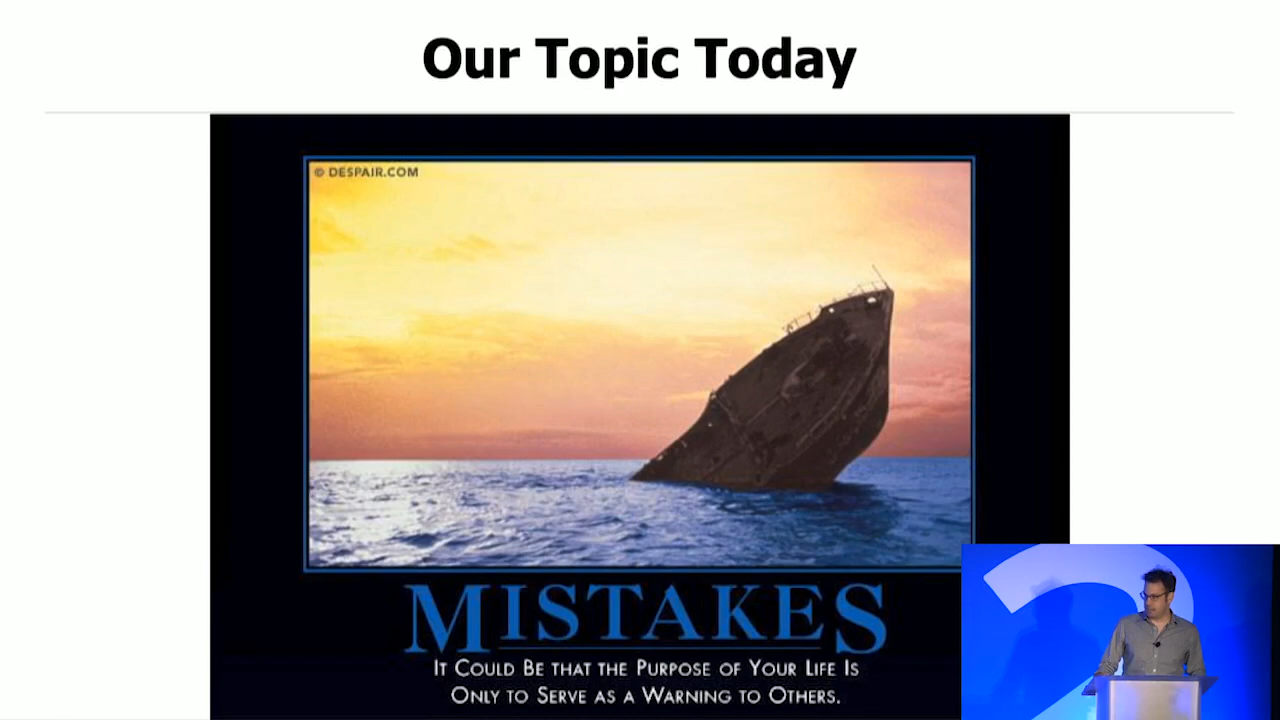 Our Topic Today
© DESPAIR.COM
MISTAKES
IT COULD BE THAT THE PURPOSE OF YOUR LIFE IS
ONLY TO SERVE AS A WARNING TO OTHERS.